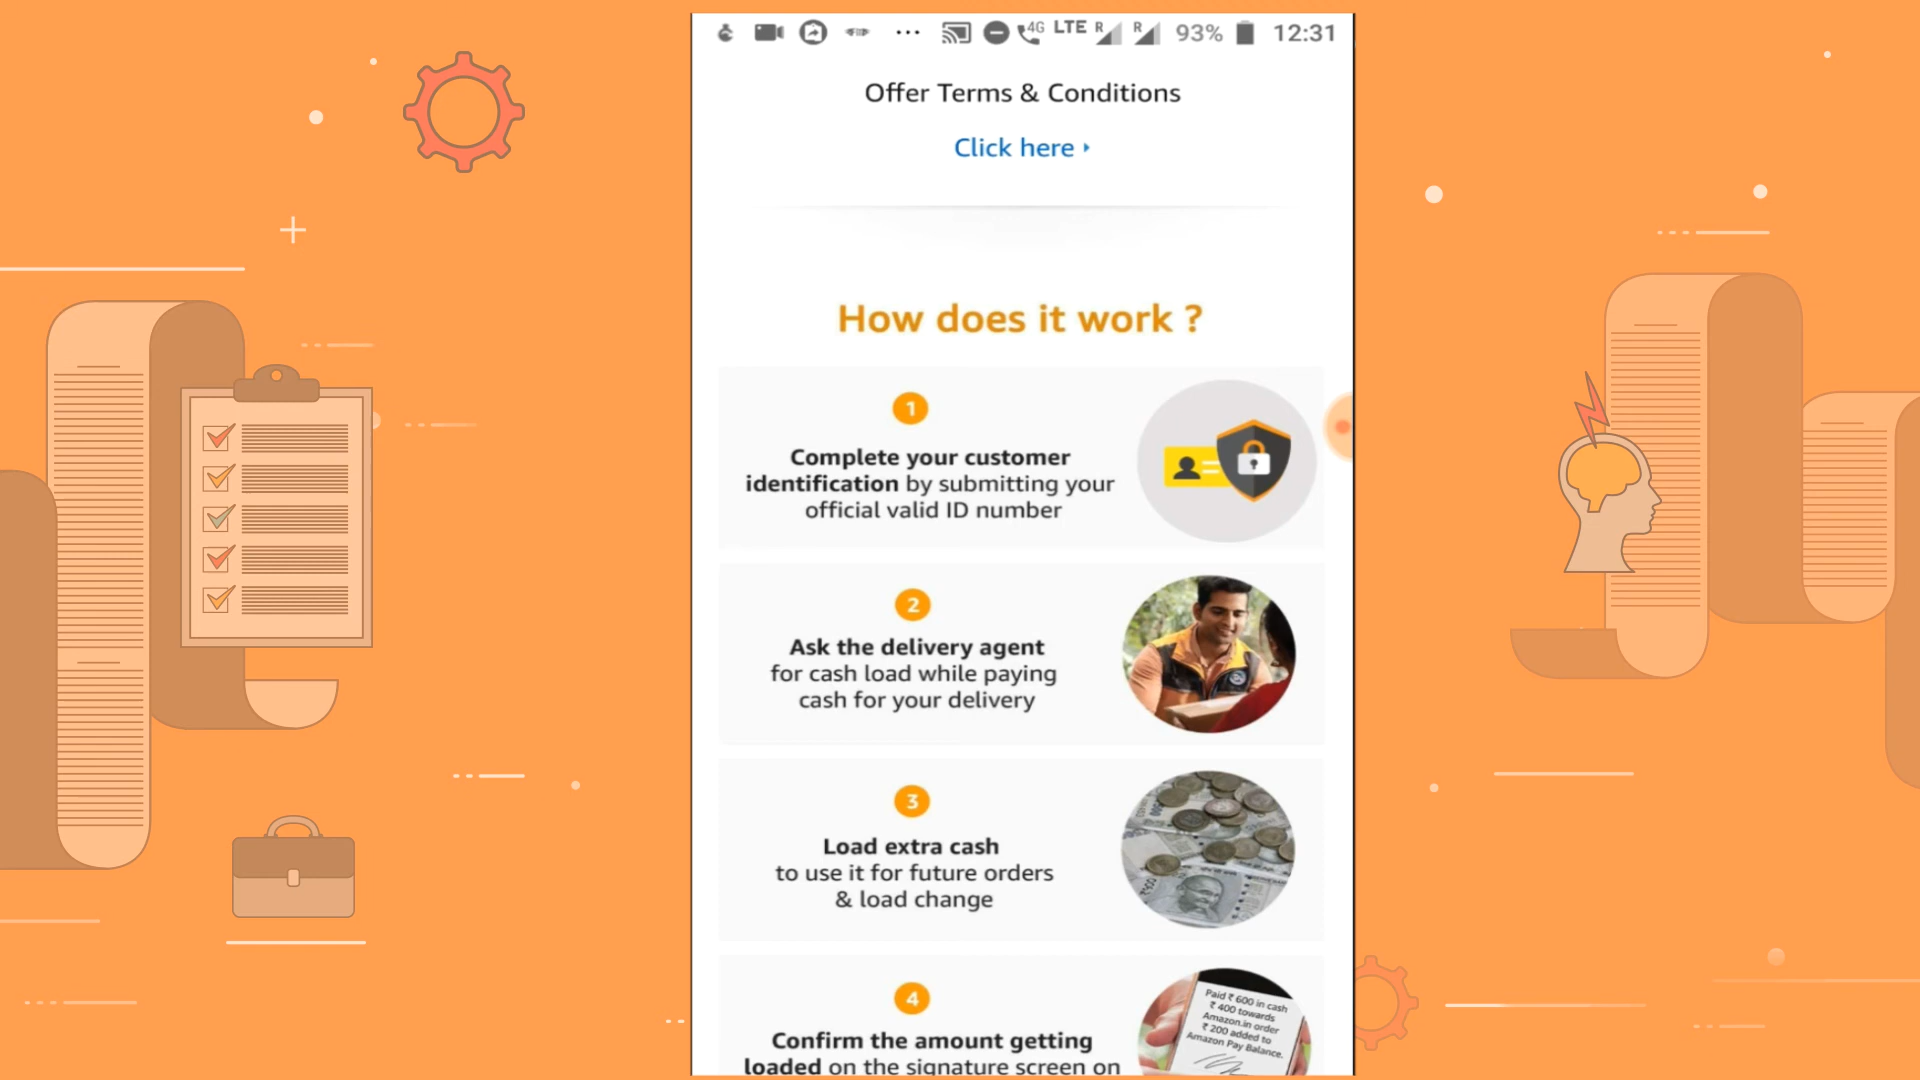 4G LTE R R 93% 12:31
Offer Terms & Conditions
Click here
How does it work ?
1
Complete your customer
identification by submitting your
official valid ID number
2
Ask the delivery agent
for cash load while paying
cash for your delivery
3
Load extra cash
to use it for future orders
& load change
4
Confirm the amount getting
loaded on the signature screen on
Paid ₹ 600 in cash
₹ 400 towards
Amazon.in order
₹ 200 added to
Amazon Pay Balance.